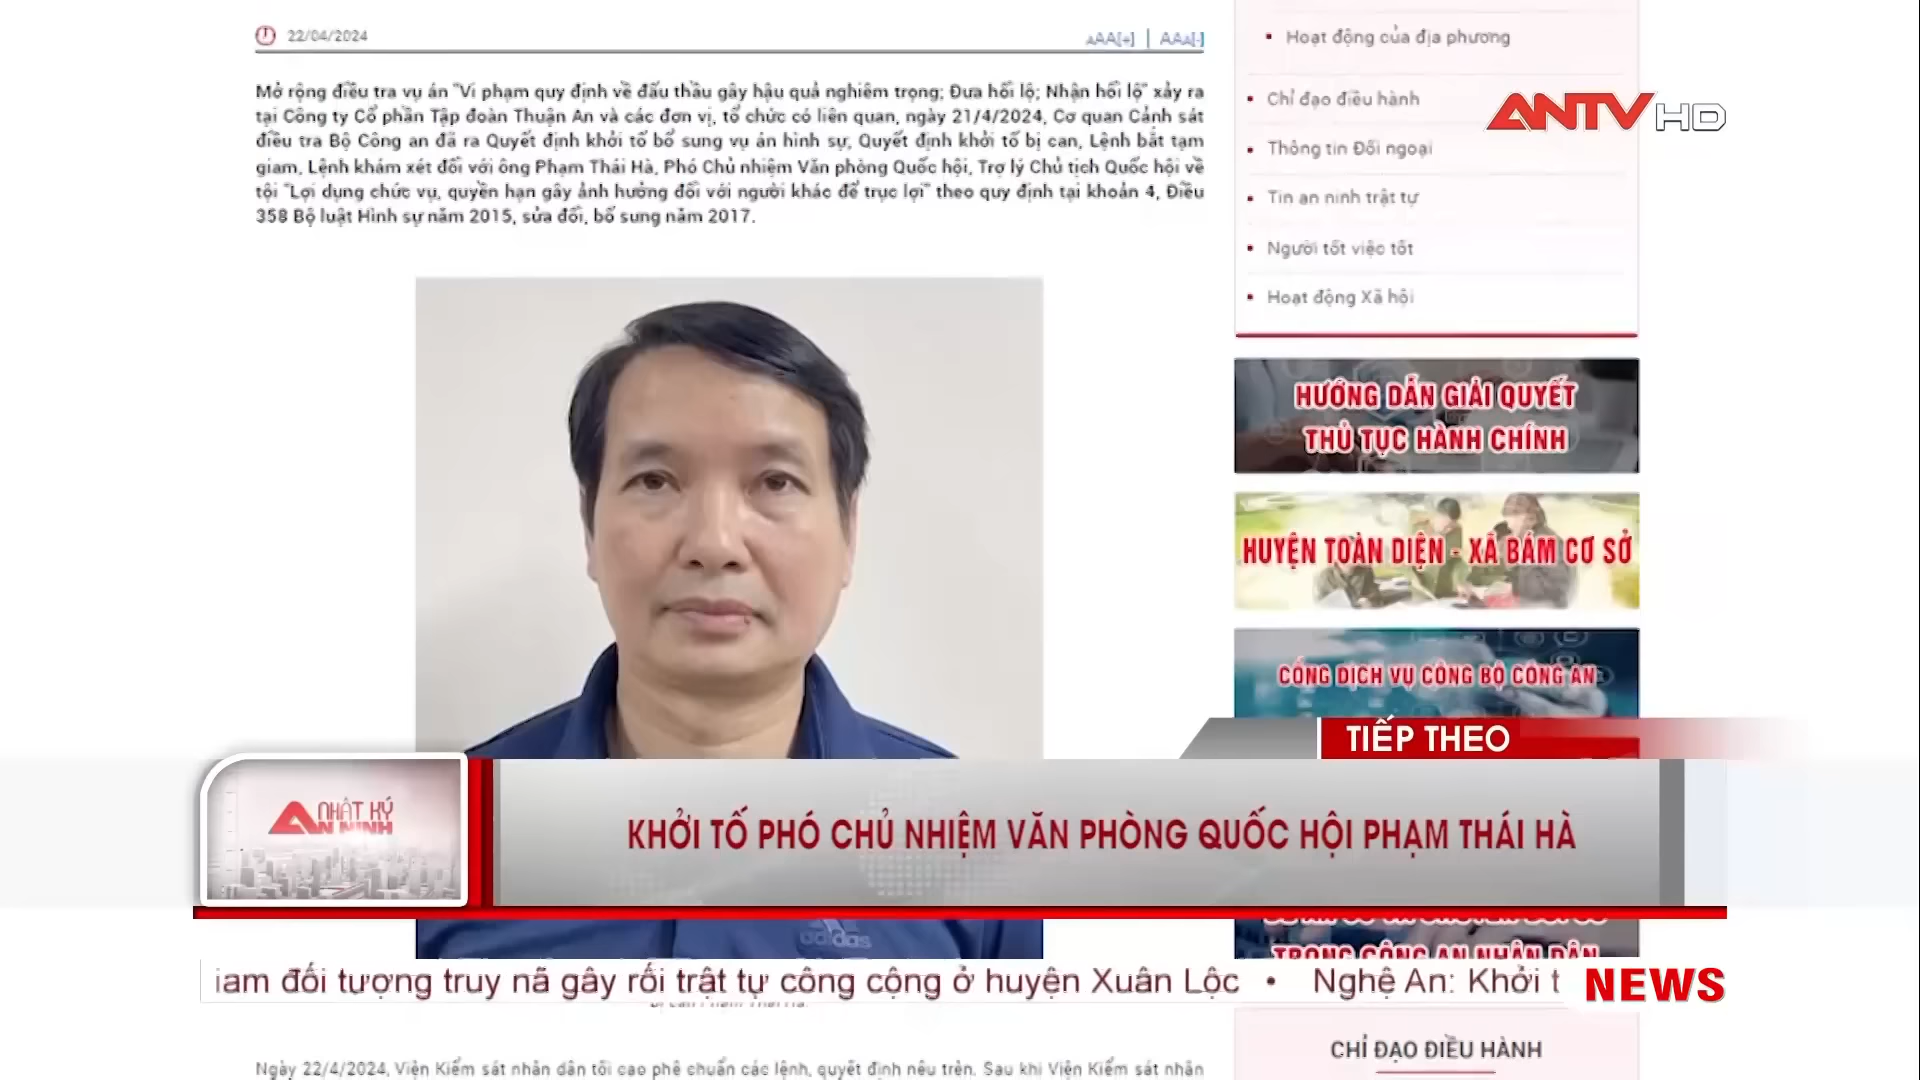 22/04/2024
AAA[+] | AAA[-]
Mở rộng điều tra vụ án "Vi phạm quy định về đấu thầu gây hậu quả nghiêm trọng; Đưa hối lộ; Nhận hối lộ" xảy ra
tại Công ty Cổ phần Tập đoàn Thuận An và các đơn vị, tổ chức có liên quan, ngày 21/4/2024, Cơ quan Cảnh sát
điều tra Bộ Công an đã ra Quyết định khởi tố bổ sung vụ án hình sự, Quyết định khởi tố bị can, Lệnh bắt tạm
giam, Lệnh khám xét đối với ông Phạm Thái Hà, Phó Chủ nhiệm Văn phòng Quốc hội, Trợ lý Chủ tịch Quốc hội về
tội "Lợi dụng chức vụ, quyền hạn gây ảnh hưởng đối với người khác để trục lợi" theo quy định tại khoản 4, Điều
358 Bộ luật Hình sự năm 2015, sửa đổi, bổ sung năm 2017.
Hoạt động của địa phương
Chỉ đạo điều hành
Thông tin Đối ngoại
Tin an ninh trật tự
Người tốt việc tốt
Hoạt động Xã hội
ANTV HD
HƯỚNG DẪN GIẢI QUYẾT
THỦ TỤC HÀNH CHÍNH
HUYỆN TOÀN DIỆN - XÃ BÁM CƠ SỞ
CỔNG DỊCH VỤ CÔNG BỘ CÔNG AN
TIẾP THEO
NHẬT KÝ
AN NINH
KHỞI TỐ PHÓ CHỦ NHIỆM VĂN PHÒNG QUỐC HỘI PHẠM THÁI HÀ
adidas
TRONG CÔNG AN NHÂN DÂN
iam đối tượng truy nã gây rối trật tự công cộng ở huyện Xuân Lộc • Nghệ An: Khởi t
NEWS
CHỈ ĐẠO ĐIỀU HÀNH
Ngày 22/4/2024, Viện Kiểm sát nhân dân tối cao phê chuẩn các lệnh, quyết định nêu trên. Sau khi Viện Kiểm sát nhân